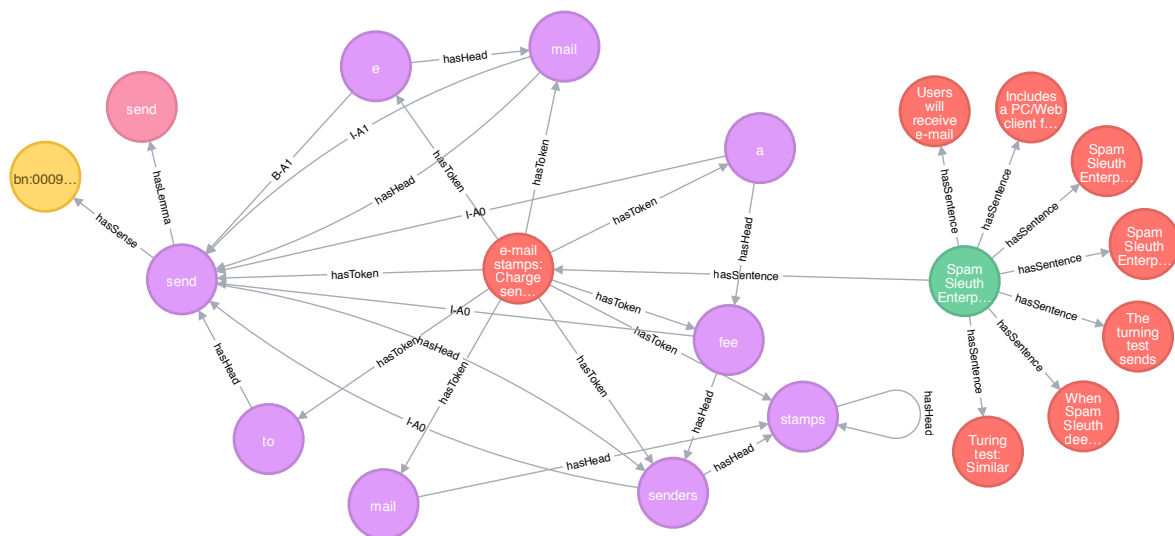 e
hasHead
mail
send
bn:0009…
hasLemma
hasSense
B-A1
I-A1
hasHead
hasToken
hasToken
a
I-A0
hasToken
hasHead
send
hasToken
e-mail
stamps:
Charge
sen…
hasToken
I-A0
hasToken
hasHead
hasToken
hasHead
hasToken
hasToken
fee
hasHead
to
I-A0
hasHead
hasHead
mail
senders
stamps
hasHead
hasSentence
Spam
Sleuth
Enterp…
Users
will
receive
e-mail
hasSentence
Includes
a PC/Web
client f…
hasSentence
Spam
Sleuth
Enterp…
hasSentence
Spam
Sleuth
Enterp…
hasSentence
The
turning
test
sends
hasSentence
When
Spam
Sleuth
dee…
hasSentence
Turing
test:
Similar
hasSentence